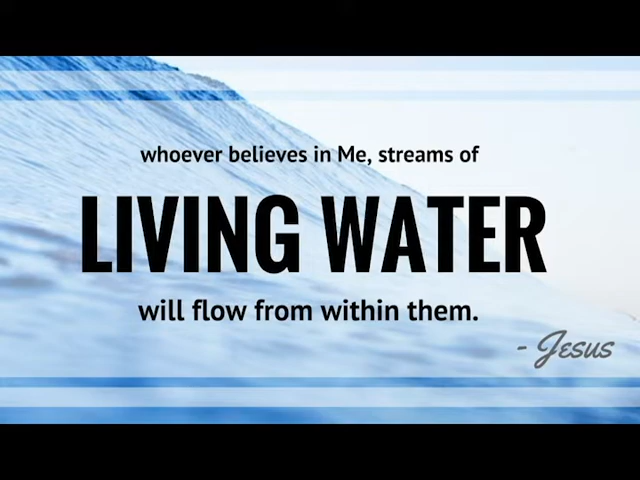 whoever believes in Me, streams of
LIVING WATER
will flow from within them.
- Jesus